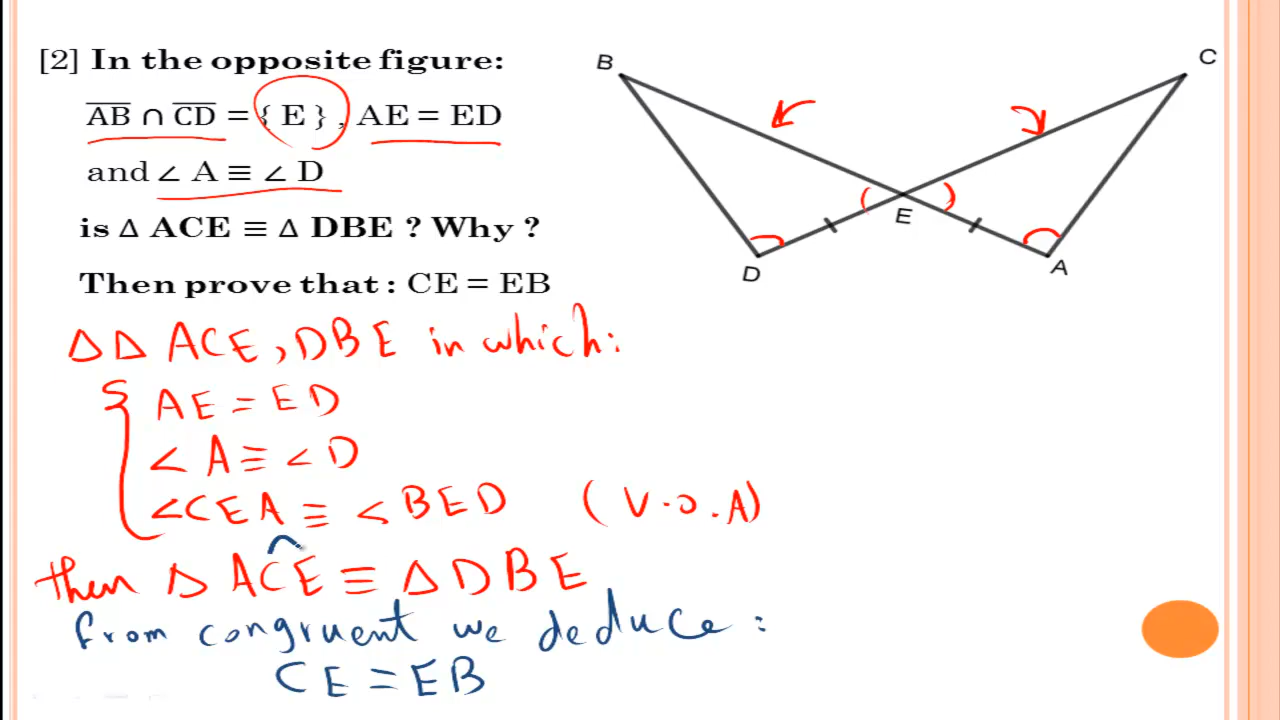 [2] In the opposite figure:
AB ∩ CD = { E } , AE = ED
and ∠ A ≡ ∠ D
is Δ ACE ≡ Δ DBE ? Why ?
Then prove that : CE = EB
B
C
E
D
A
Δ Δ ACE, DBE in which:
AE = ED
∠ A ≡ ∠ D
∠CEA ≡ ∠BED (V.O.A)
then Δ ACE ≡ Δ DBE
from congruent we deduce :
CE = EB